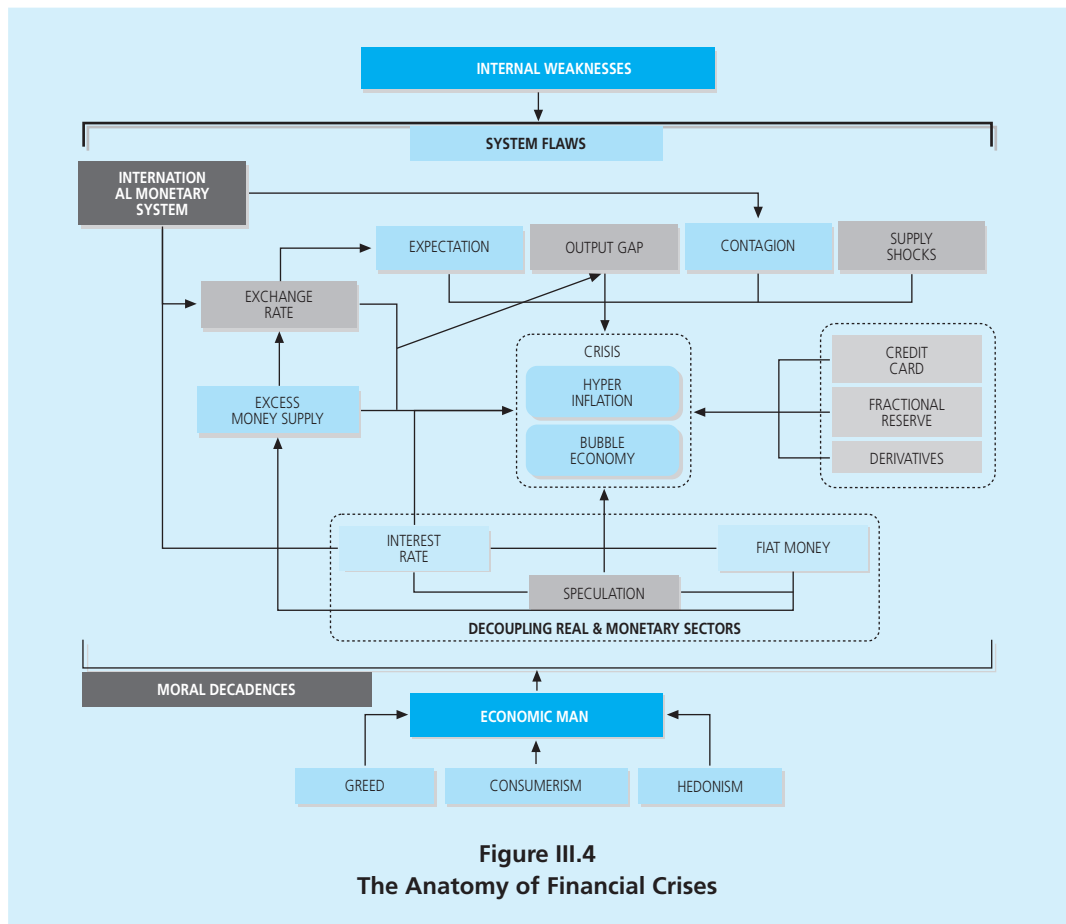 INTERNAL WEAKNESSES
SYSTEM FLAWS
INTERNATION
AL MONETARY
SYSTEM
EXPECTATION
OUTPUT GAP
CONTAGION
SUPPLY
SHOCKS
EXCHANGE
RATE
CRISIS
HYPER
INFLATION
BUBBLE
ECONOMY
CREDIT
CARD
FRACTIONAL
RESERVE
DERIVATIVES
EXCESS
MONEY SUPPLY
INTEREST
RATE
FIAT MONEY
SPECULATION
DECOUPLING REAL & MONETARY SECTORS
MORAL DECADENCES
ECONOMIC MAN
GREED
CONSUMERISM
HEDONISM
Figure III.4
The Anatomy of Financial Crises